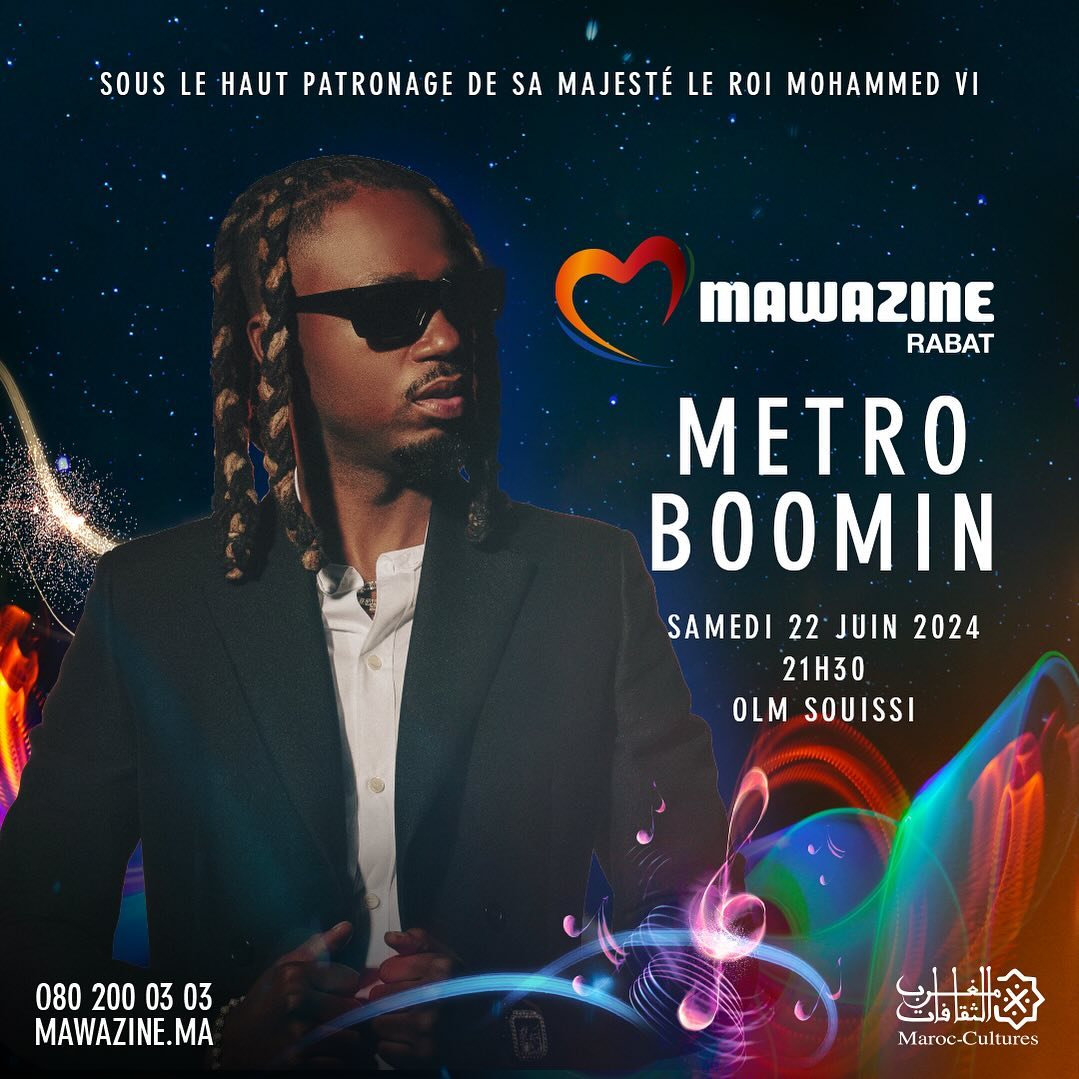 SOUS LE HAUT PATRONAGE DE SA MAJESTÉ LE ROI MOHAMMED VI
MAWAZINE
RABAT
METRO
BOOMIN
SAMEDI 22 JUIN 2024
21H30
OLM SOUISSI
080 200 03 03
MAWAZINE.MA
مغرب الثقافات
Maroc-Cultures